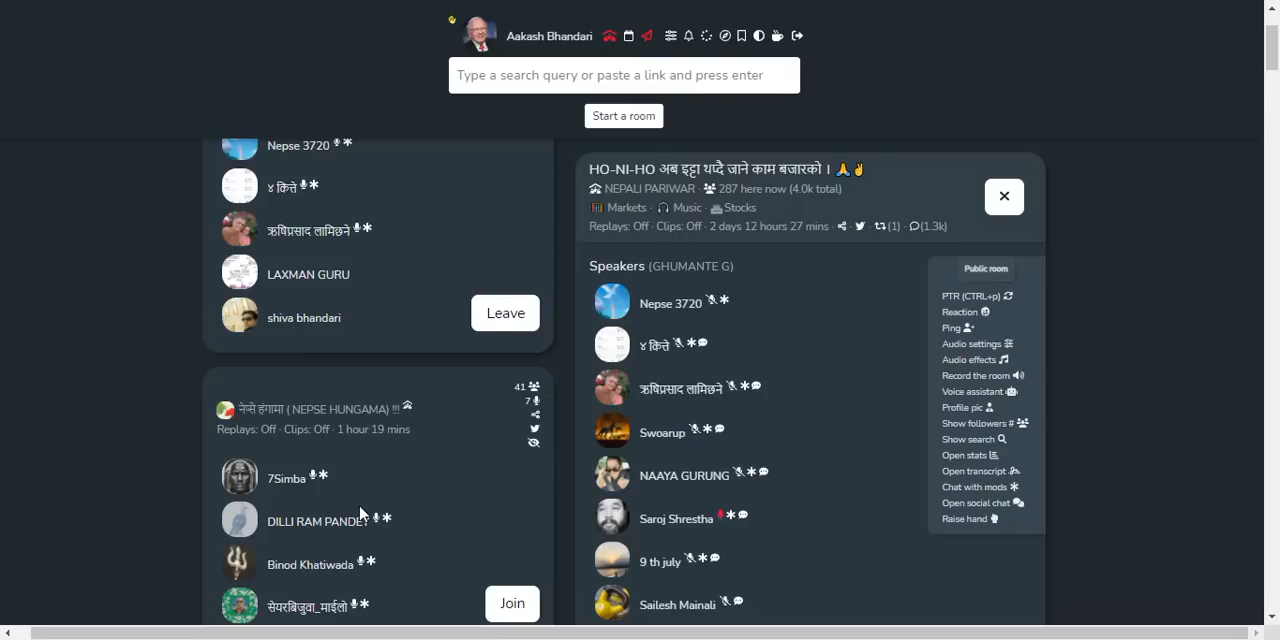 Aakash Bhandari
Type a search query or paste a link and press enter
Start a room
Nepse 3720
४ कित्ते
ऋषिप्रसाद लामिछने
LAXMAN GURU
shiva bhandari
Leave
41
7
नेप्से हंगामा ( NEPSE HUNGAMA) !!!
Replays: Off · Clips: Off · 1 hour 19 mins
7Simba
DILLI RAM PANDEY
Binod Khatiwada
सेयरबिजुवा_माईलो
Join
HO-NI-HO अब इट्टा थप्दै जाने काम बजारको । 🙏✌
NEPALI PARIWAR · 287 here now (4.0k total)
Markets · Music · Stocks
Replays: Off · Clips: Off · 2 days 12 hours 27 mins · · · (1) · (1.3k)
Speakers (GHUMANTE G)
Nepse 3720
४ कित्ते
ऋषिप्रसाद लामिछने
Swoarup
NAAYA GURUNG
Saroj Shrestha
9 th july
Sailesh Mainali
Public room
PTR (CTRL+p)
Reaction
Ping
Audio settings
Audio effects
Record the room
Voice assistant
Profile pic
Show followers #
Show search
Open stats
Open transcript
Chat with mods
Open social chat
Raise hand